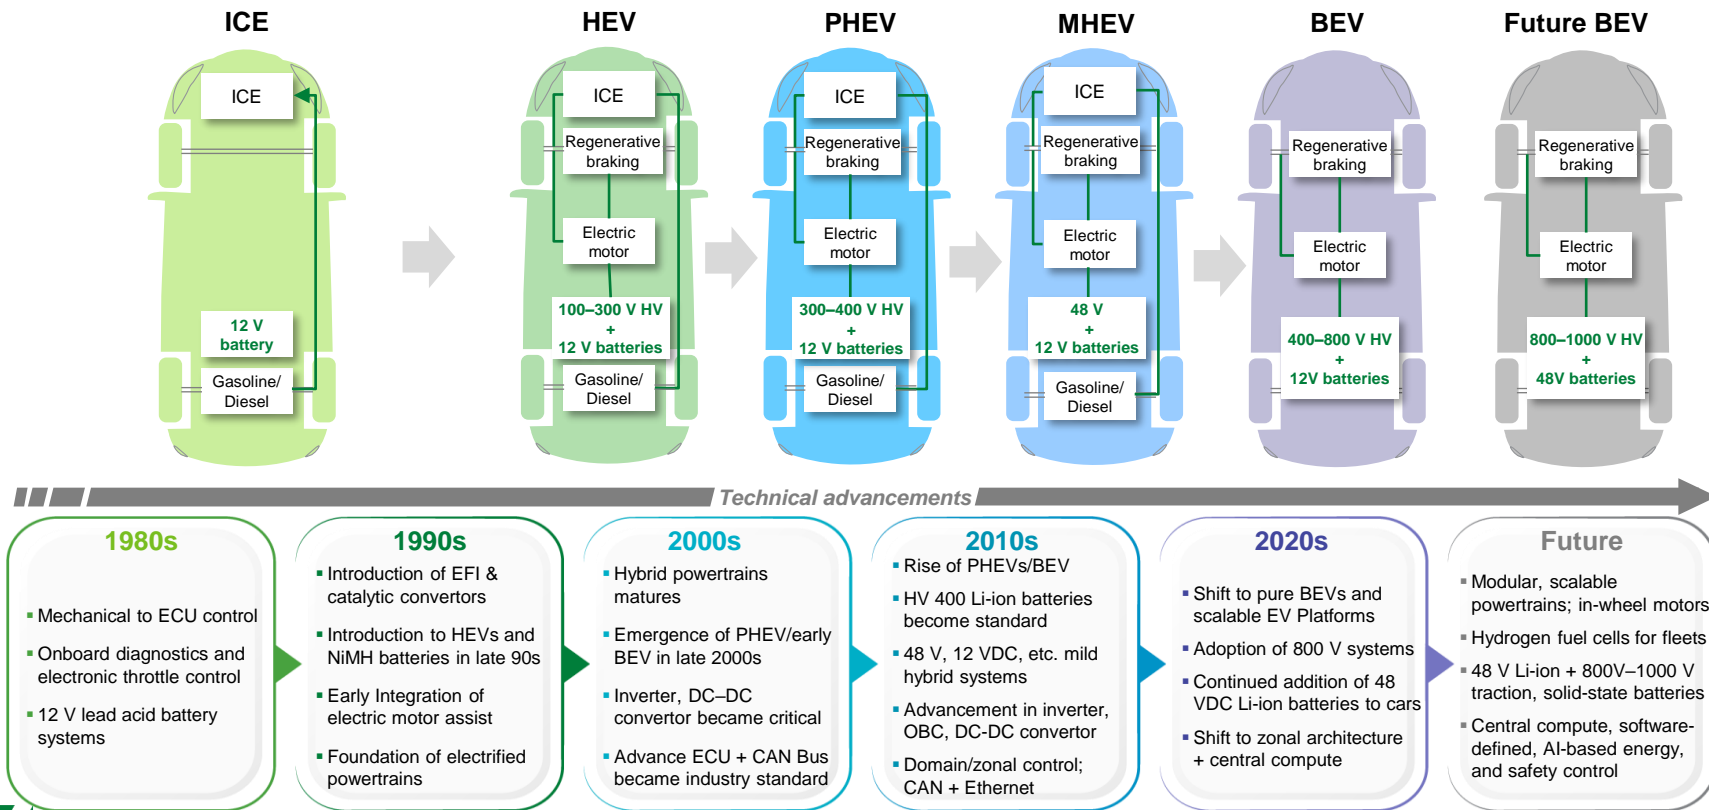 ICE
HEV
PHEV
MHEV
BEV
Future BEV
ICE
12 V
battery
Gasoline/
Diesel
ICE
Regenerative
braking
Electric
motor
100–300 V HV
+
12 V batteries
Gasoline/
Diesel
ICE
Regenerative
braking
Electric
motor
300–400 V HV
+
12 V batteries
Gasoline/
Diesel
ICE
Regenerative
braking
Electric
motor
48 V
+
12 V batteries
Gasoline/
Diesel
Regenerative
braking
Electric
motor
400–800 V HV
+
12V batteries
Regenerative
braking
Electric
motor
800–1000 V HV
+
48V batteries
Technical advancements
1980s
▪ Mechanical to ECU control
▪ Onboard diagnostics and
electronic throttle control
▪ 12 V lead acid battery
systems
1990s
▪ Introduction of EFI &
catalytic convertors
▪ Introduction to HEVs and
NiMH batteries in late 90s
▪ Early Integration of
electric motor assist
▪ Foundation of electrified
powertrains
2000s
▪ Hybrid powertrains
matures
▪ Emergence of PHEV/early
BEV in late 2000s
▪ Inverter, DC–DC
convertor became critical
▪ Advance ECU + CAN Bus
became industry standard
2010s
▪ Rise of PHEVs/BEV
▪ HV 400 Li-ion batteries
become standard
▪ 48 V, 12 VDC, etc. mild
hybrid systems
▪ Advancement in inverter,
OBC, DC-DC convertor
▪ Domain/zonal control;
CAN + Ethernet
2020s
▪ Shift to pure BEVs and
scalable EV Platforms
▪ Adoption of 800 V systems
▪ Continued addition of 48
VDC Li-ion batteries to cars
▪ Shift to zonal architecture
+ central compute
Future
▪ Modular, scalable
powertrains; in-wheel motors
▪ Hydrogen fuel cells for fleets
▪ 48 V Li-ion + 800V–1000 V
traction, solid-state batteries
▪ Central compute, software-
defined, AI-based energy,
and safety control